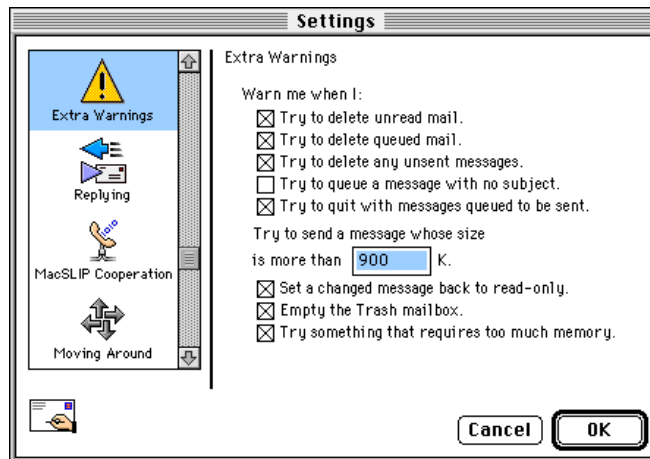 Settings
Extra Warnings
Replying
MacSLIP Cooperation
Moving Around
Extra Warnings
Warn me when I:
Try to delete unread mail.
Try to delete queued mail.
Try to delete any unsent messages.
Try to queue a message with no subject.
Try to quit with messages queued to be sent.
Try to send a message whose size
is more than 900 K.
Set a changed message back to read-only.
Empty the Trash mailbox.
Try something that requires too much memory.
Cancel OK